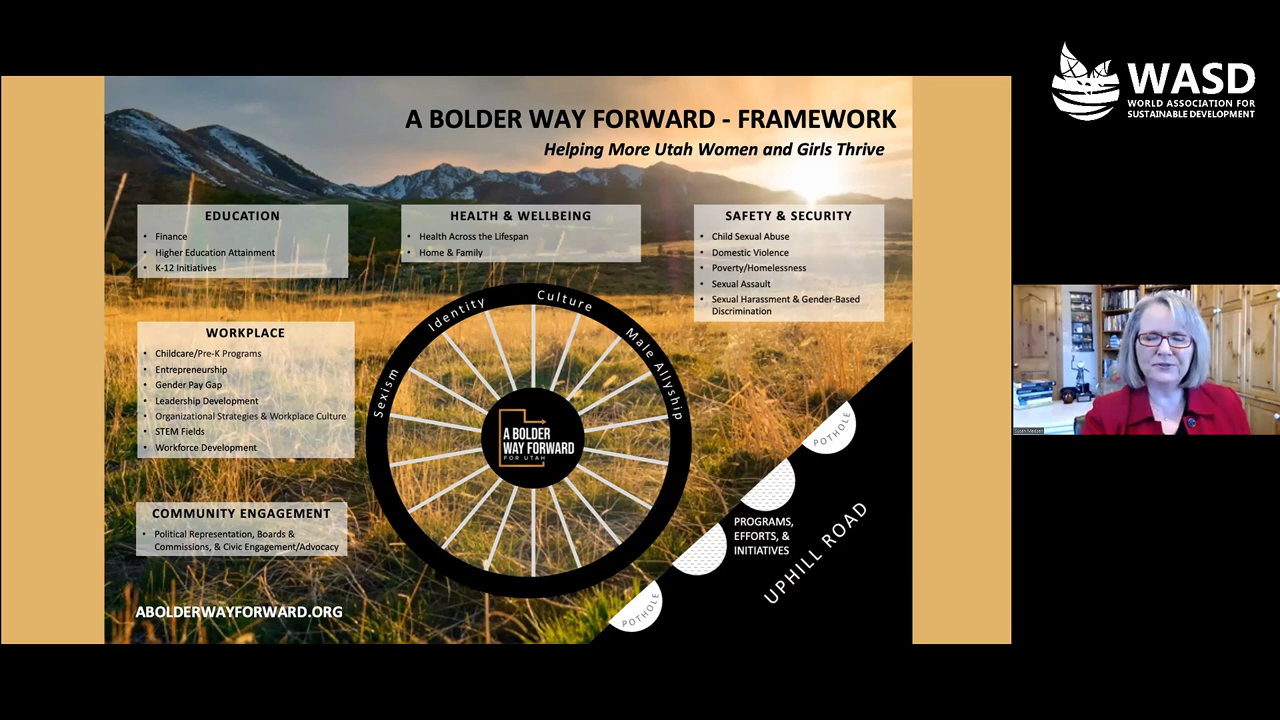 WASD
WORLD ASSOCIATION FOR
SUSTAINABLE DEVELOPMENT
A BOLDER WAY FORWARD - FRAMEWORK
Helping More Utah Women and Girls Thrive
EDUCATION
• Finance
• Higher Education Attainment
• K-12 Initiatives
HEALTH & WELLBEING
• Health Across the Lifespan
• Home & Family
SAFETY & SECURITY
• Child Sexual Abuse
• Domestic Violence
• Poverty/Homelessness
• Sexual Assault
• Sexual Harassment & Gender-Based
Discrimination
WORKPLACE
• Childcare/Pre-K Programs
• Entrepreneurship
• Gender Pay Gap
• Leadership Development
• Organizational Strategies & Workplace Culture
• STEM Fields
• Workforce Development
COMMUNITY ENGAGEMENT
• Political Representation, Boards &
Commissions, & Civic Engagement/Advocacy
Sexism
Identity
Culture
Male Allyship
A BOLDER
WAY FORWARD
FOR UTAH
POTHOLE
PROGRAMS,
EFFORTS, &
INITIATIVES
UPHILL ROAD
POTHOLE
ABOLDERWAYFORWARD.ORG